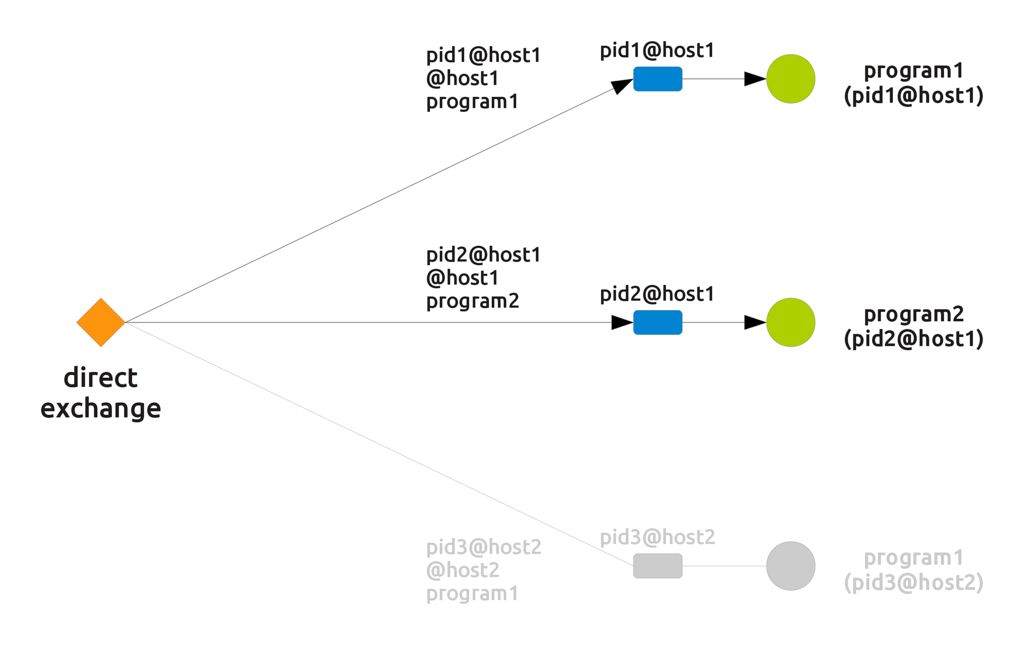 pid1@host1
@host1
program1
pid1@host1
program1
(pid1@host1)
pid2@host1
@host1
program2
pid2@host1
program2
(pid2@host1)
direct
exchange
pid3@host2
@host2
program1
pid3@host2
program1
(pid3@host2)